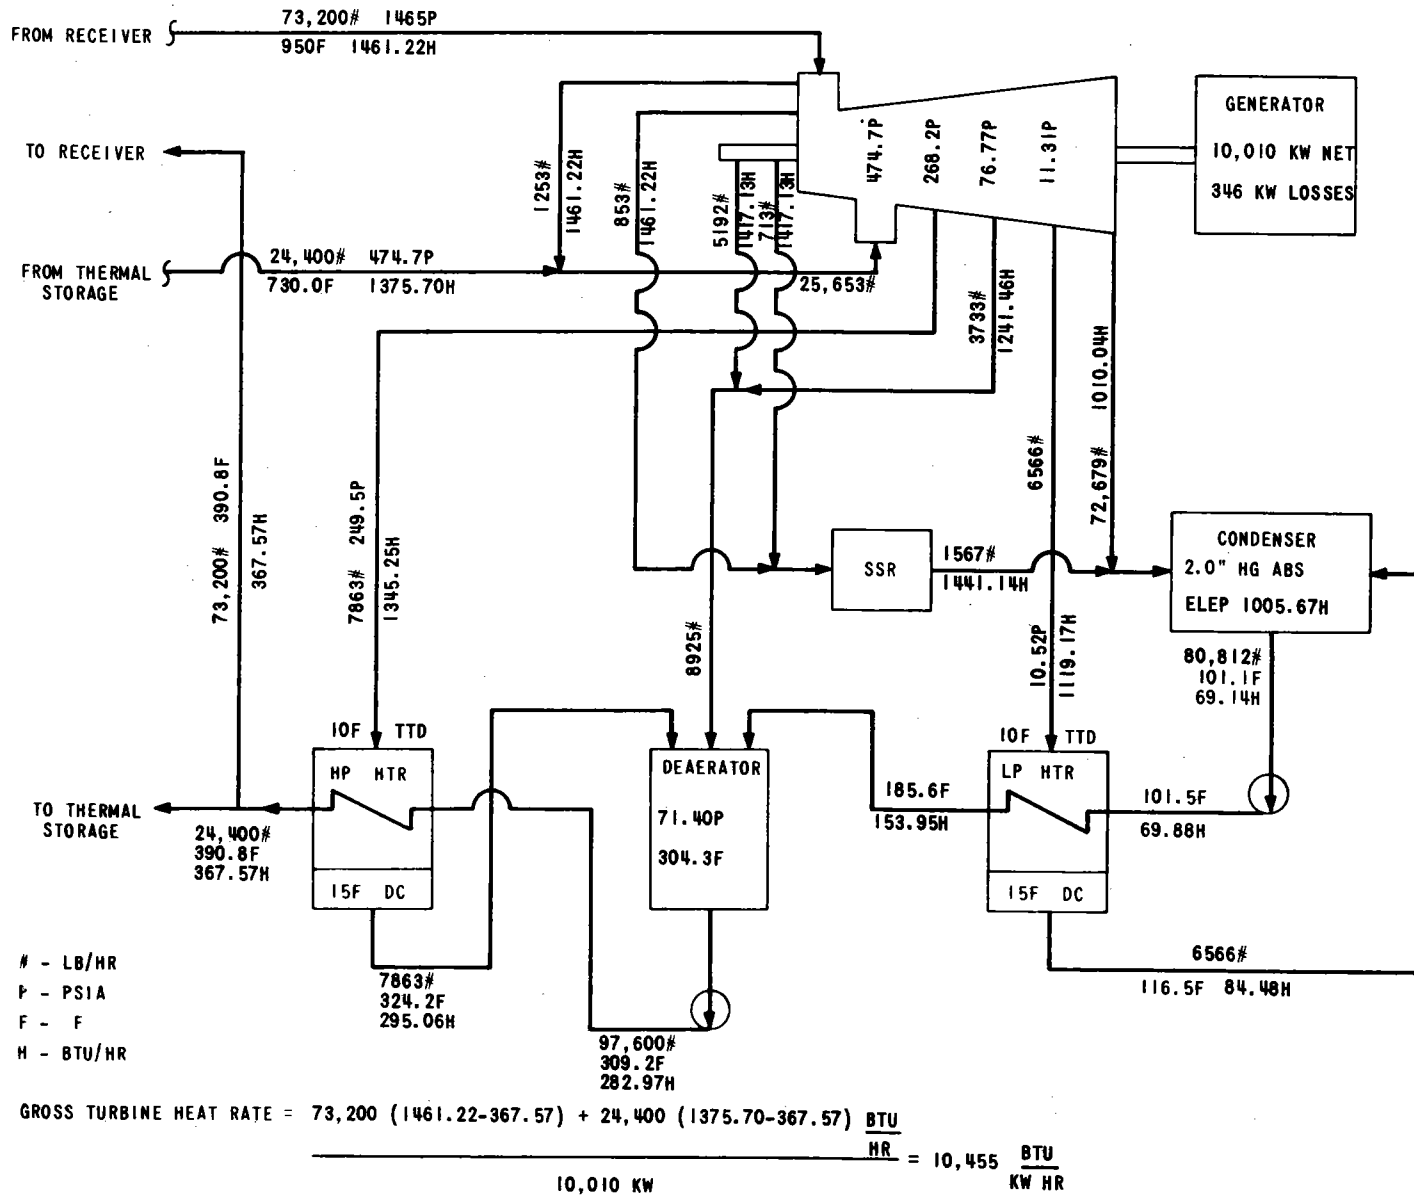 FROM RECEIVER
73,200# 1465P
950F 1461.22H
TO RECEIVER
FROM THERMAL
STORAGE
24,400# 474.7P
730.0F 1375.70H
1253#
1461.22H
853#
1461.22H
5192#
1417.13H
713#
1417.13H
25,653#
474.7P
268.2P
76.77P
11.31P
GENERATOR
10,010 KW NET
346 KW LOSSES
3733#
1241.46H
1010.04H
72,679#
6566#
73,200# 390.8F
367.57H
7863# 249.5P
1345.25H
8925#
SSR
1567#
1441.14H
10.52P
1119.17H
CONDENSER
2.0" HG ABS
ELEP 1005.67H
80,812#
101.1F
69.14H
10F TTD
HP HTR
15F DC
DEAERATOR
71.40P
304.3F
10F TTD
LP HTR
15F DC
185.6F
153.95H
101.5F
69.88H
TO THERMAL
STORAGE
24,400#
390.8F
367.57H
7863#
324.2F
295.06H
97,600#
309.2F
282.97H
6566#
116.5F 84.48H
# - LB/HR
P - PSIA
F - F
H - BTU/HR
GROSS TURBINE HEAT RATE = 73,200 (1461.22-367.57) + 24,400 (1375.70-367.57) BTU
HR
= 10,455 BTU
KW HR
10,010 KW